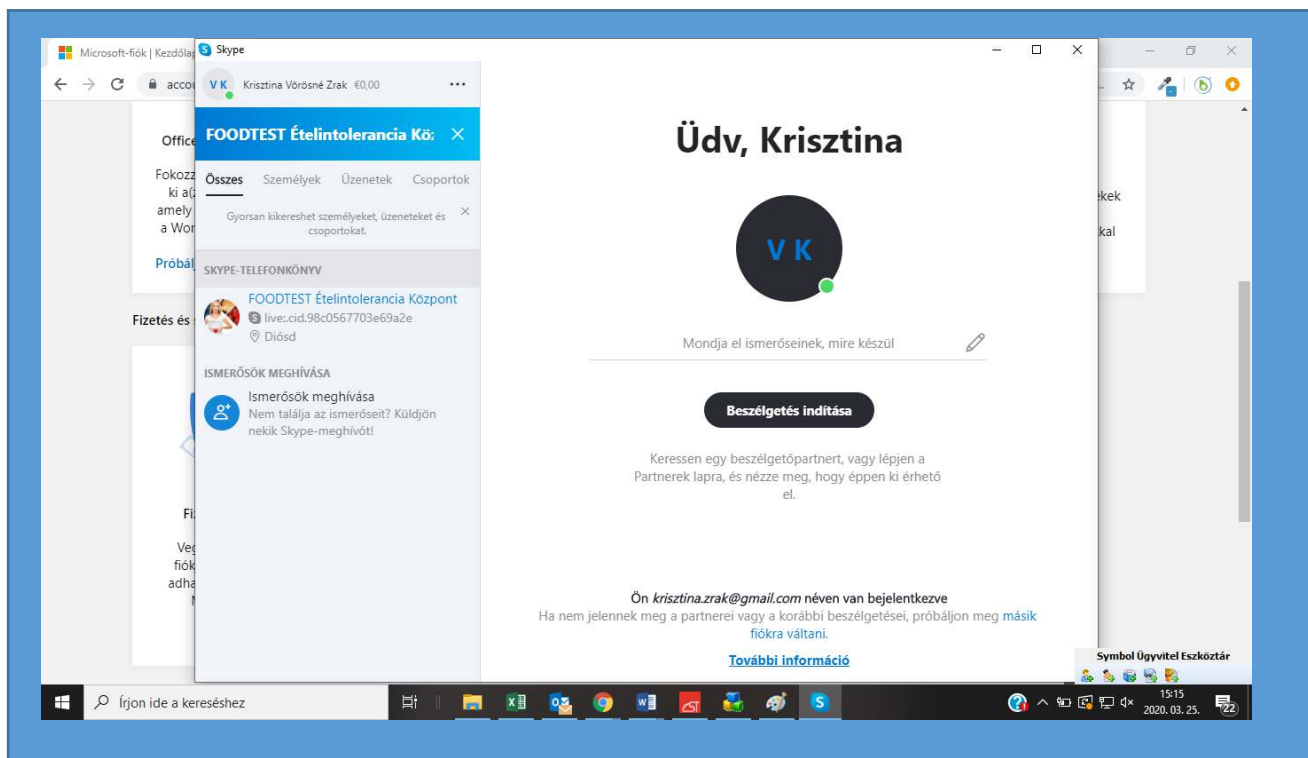 Microsoft-fiók | Kezdőlap
Skype
accou
V K Krisztina Vörösné Zrak €0,00
FOODTEST Ételintolerancia Kö
Összes Személyek Üzenetek Csoportok
Gyorsan kikereshet személyeket, üzeneteket és
csoportokat.
SKYPE-TELEFONKÖNYV
FOODTEST Ételintolerancia Központ
live:.cid.98c0567703e69a2e
Diósd
ISMERŐSÖK MEGHÍVÁSA
Ismerősök meghívása
Nem találja az ismerőseit? Küldjön
nekik Skype-meghívót!
Office
Fokozz
ki a(z
amely
a Wor
Próbál
Fizetés és
Veg
fiók
adha
Üdv, Krisztina
V K
Mondja el ismerőseinek, mire készül
Beszélgetés indítása
Keressen egy beszélgetőpartnert, vagy lépjen a
Partnerek lapra, és nézze meg, hogy éppen ki érhető
el.
Ön krisztina.zrak@gmail.com néven van bejelentkezve
Ha nem jelennek meg a partnerei vagy a korábbi beszélgetései, próbáljon meg másik
fiókra váltani.
További információ
kkal
Symbol Ügyvitel Eszköztár
Írjon ide a kereséshez
15:15
2020. 03. 25.
22